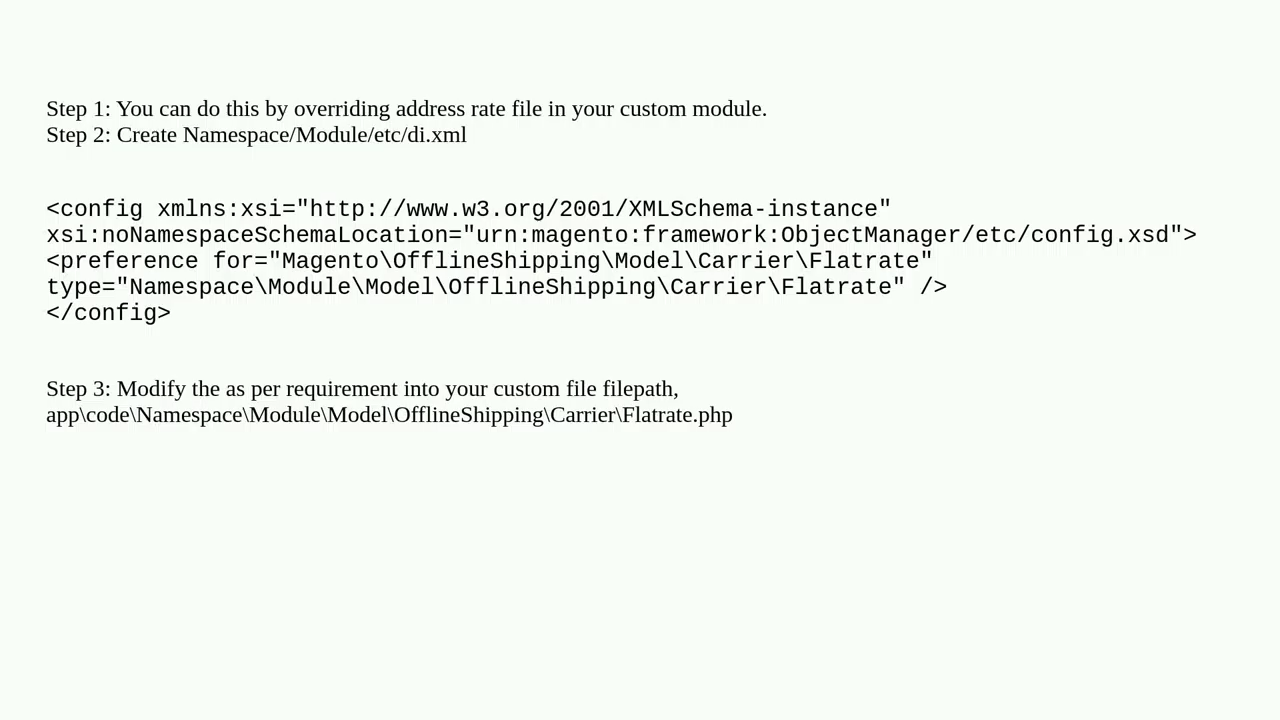 Step 1: You can do this by overriding address rate file in your custom module.
Step 2: Create Namespace/Module/etc/di.xml
<config xmlns:xsi="http://www.w3.org/2001/XMLSchema-instance"
xsi:noNamespaceSchemaLocation="urn:magento:framework:ObjectManager/etc/config.xsd">
<preference for="Magento\OfflineShipping\Model\Carrier\Flatrate"
type="Namespace\Module\Model\OfflineShipping\Carrier\Flatrate" />
</config>
Step 3: Modify the as per requirement into your custom file filepath,
app\code\Namespace\Module\Model\OfflineShipping\Carrier\Flatrate.php